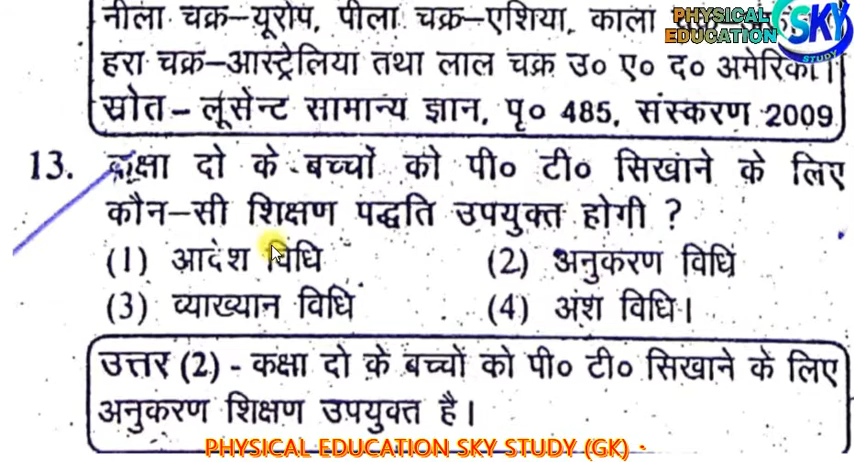 नीला चक्र–यूरोप, पीला चक्र–एशिया, काला
PHYSICAL EDUCATION
SKY STUDY
हरा चक्र–आस्ट्रेलिया तथा लाल चक्र उ० ए० द० अमेरिका।
स्रोत– लूसेन्ट सामान्य ज्ञान, पृ० 485, संस्करण 2009
13. कक्षा दो के बच्चों को पी० टी० सिखाने के लिए
कौन–सी शिक्षण पद्धति उपयुक्त होगी ?
(1) आदेश विधि (2) अनुकरण विधि
(3) व्याख्यान विधि (4) अंश विधि।
उत्तर (2) - कक्षा दो के बच्चों को पी० टी० सिखाने के लिए
अनुकरण शिक्षण उपयुक्त है।
PHYSICAL EDUCATION SKY STUDY (GK)